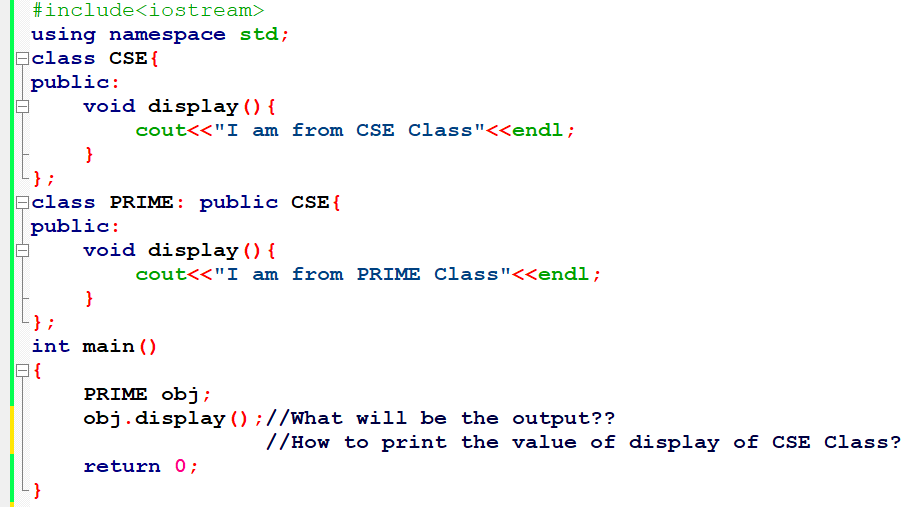 #include<iostream>
using namespace std;
class CSE{
public:
    void display(){
        cout<<"I am from CSE Class"<<endl;
    }
};
class PRIME: public CSE{
public:
    void display(){
        cout<<"I am from PRIME Class"<<endl;
    }
};
int main()
{
    PRIME obj;
    obj.display();//What will be the output??
                  //How to print the value of display of CSE Class?
    return 0;
}